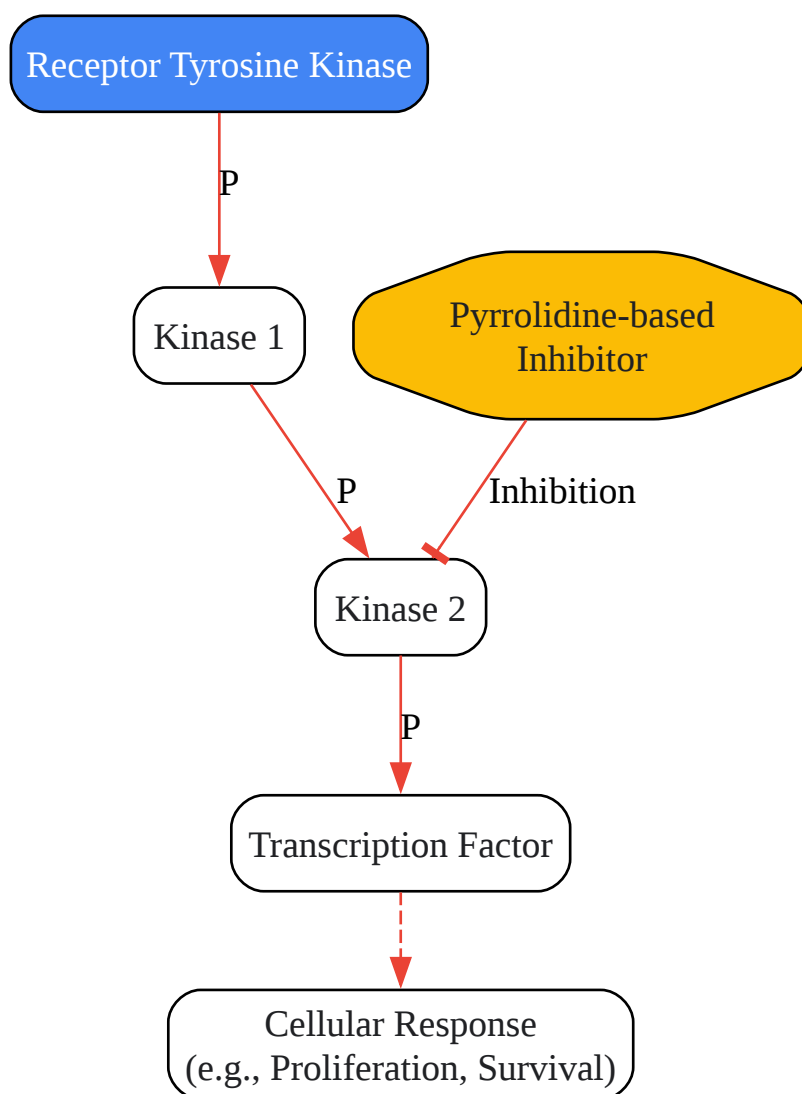 Receptor Tyrosine Kinase
P
Kinase 1
Pyrrolidine-based
Inhibitor
P
Inhibition
Kinase 2
P
Transcription Factor
Cellular Response
(e.g., Proliferation, Survival)